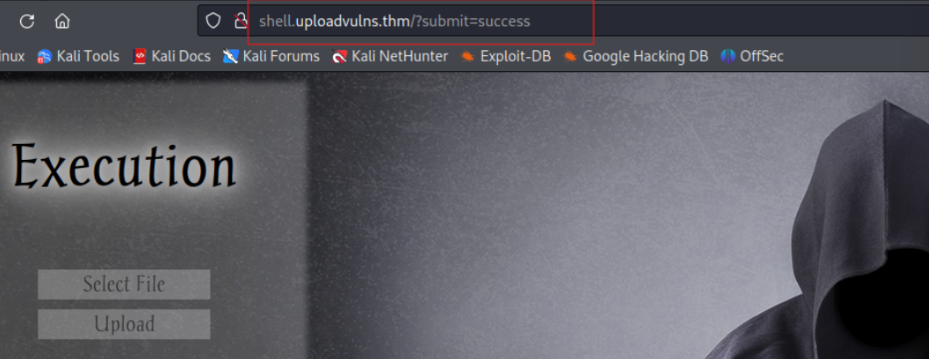 shell.uploadvulns.thm/?submit=success
Kali Tools Kali Docs Kali Forums Kali NetHunter Exploit-DB Google Hacking DB OffSec
Execution
Select File
Upload